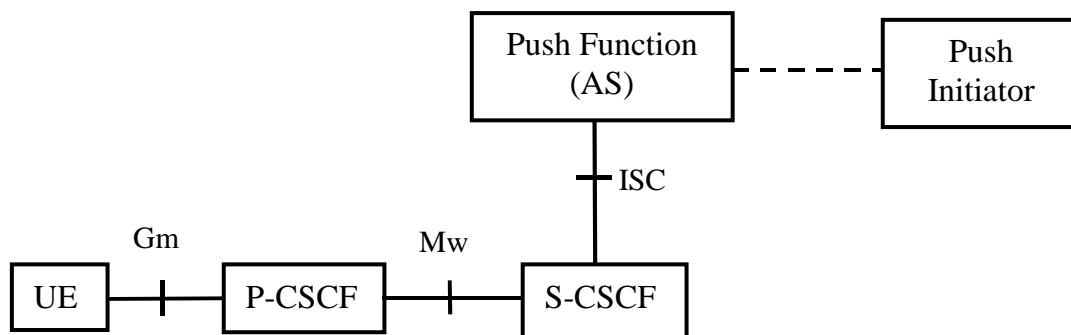 Push Function
(AS)
Push
Initiator
ISC
Gm
Mw
UE
P-CSCF
S-CSCF